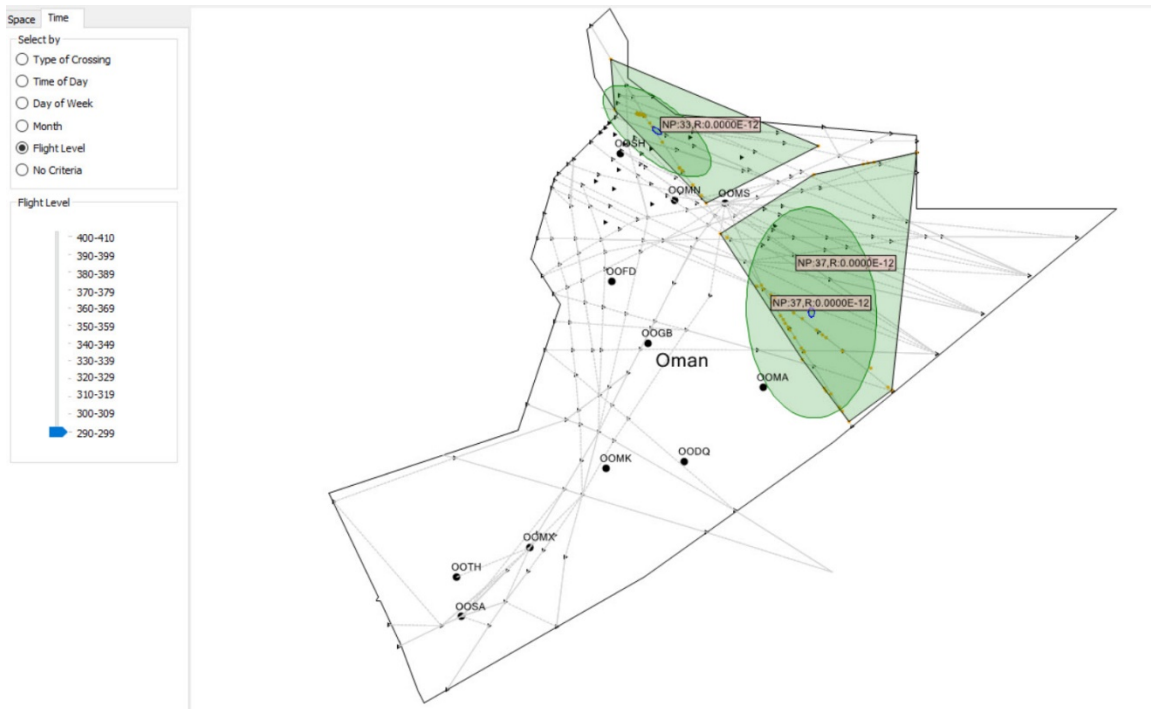 Space Time
Select by
Type of Crossing
Time of Day
Day of Week
Month
Flight Level
No Criteria
Flight Level
400-410
390-399
380-389
370-379
360-369
350-359
340-349
330-339
320-329
310-319
300-309
290-299
NP:33,R:0.0000E-12
OOSH
OOMN
OOMS
NP:37,R:0.0000E-12
OOFD
NP:37,R:0.0000E-12
OOGB
Oman
OOMA
OODQ
OOMK
OOMX
OOTH
OOSA